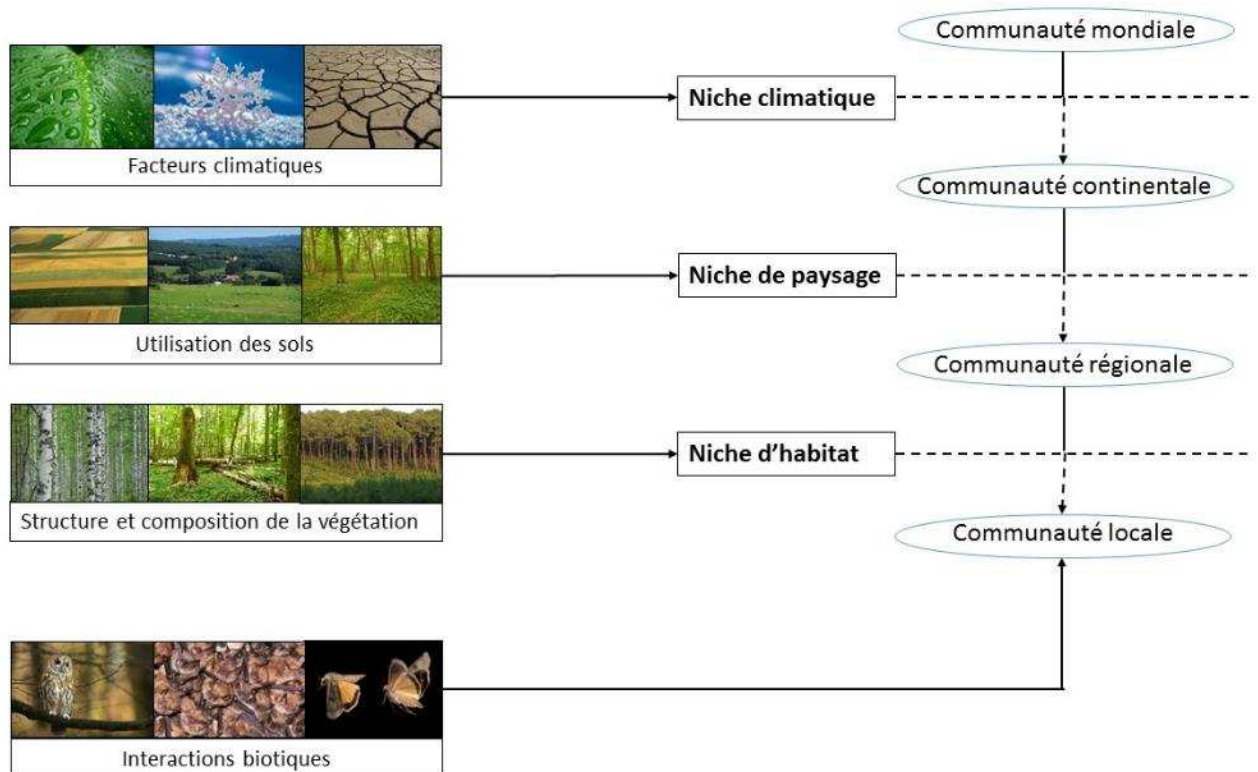 Communauté mondiale
Niche climatique
Facteurs climatiques
Communauté continentale
Niche de paysage
Utilisation des sols
Communauté régionale
Niche d'habitat
Structure et composition de la végétation
Communauté locale
Interactions biotiques